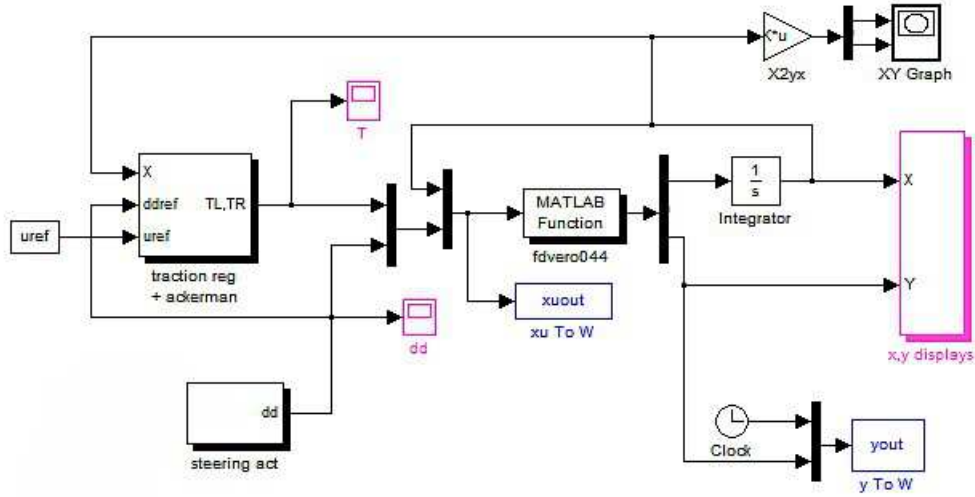 K*u
X2yx
XY Graph
T
X
ddref
uref
TL,TR
traction reg
+ ackerman
uref
MATLAB
Function
fdvero044
1
s
Integrator
X
Y
x,y displays
xuout
xu To W
dd
dd
steering act
Clock
yout
y To W